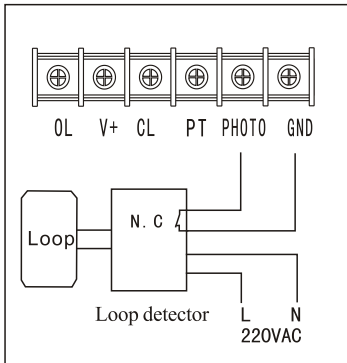 OL V+ CL PT PHOTO GND
N.C
Loop
Loop detector
L N
220VAC